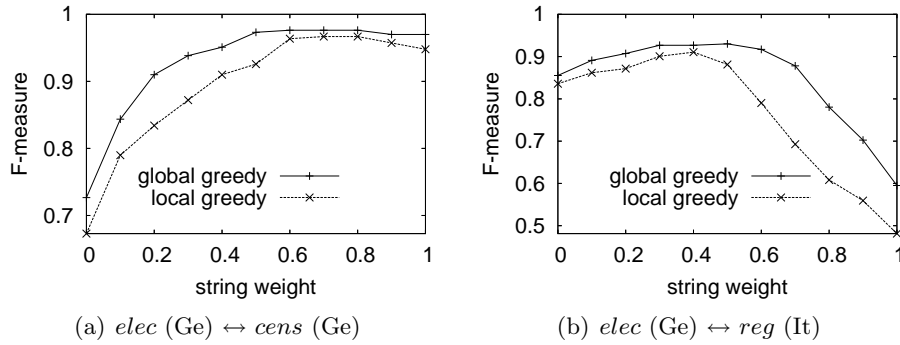 1
0.9
0.8
0.7
F-measure
global greedy
local greedy
0 0.2 0.4 0.6 0.8 1
string weight
(a) elec (Ge) ↔ cens (Ge)
1
0.9
0.8
0.7
0.6
0.5
F-measure
global greedy
local greedy
0 0.2 0.4 0.6 0.8 1
string weight
(b) elec (Ge) ↔ reg (It)